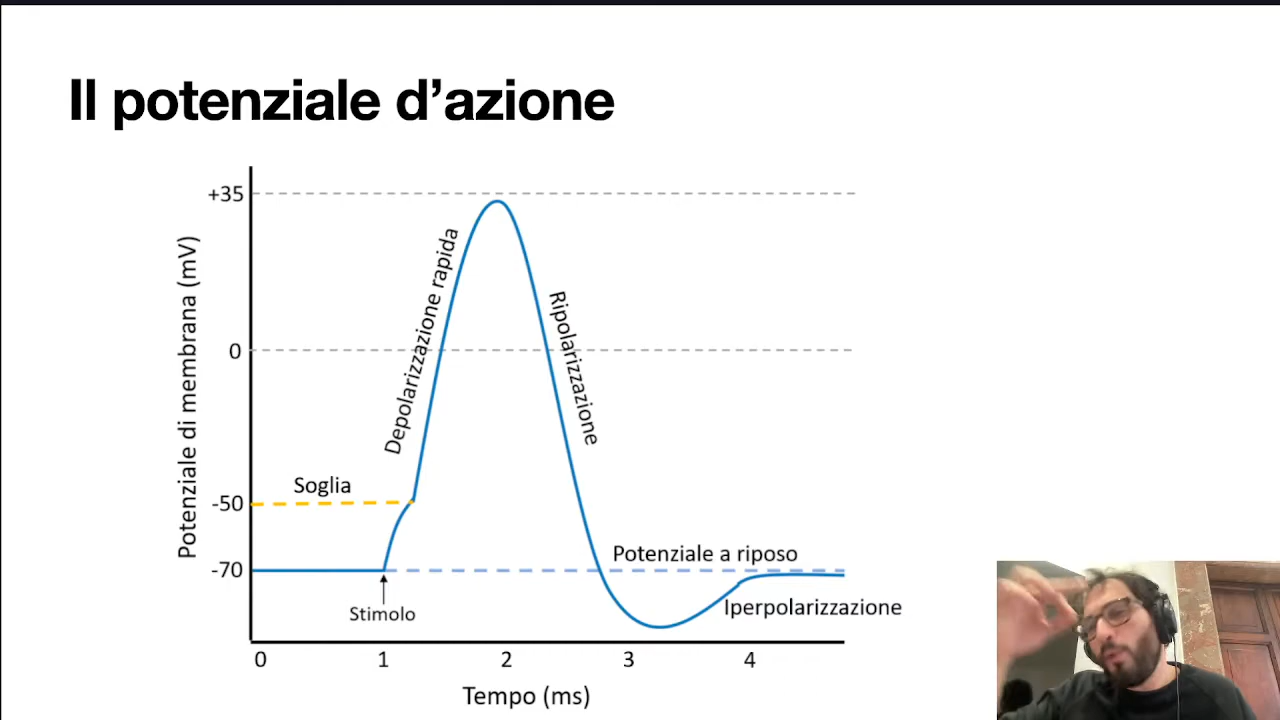 Il potenziale d’azione
+35
0
-50
-70
Potenziale di membrana (mV)
Depolarizzazione rapida
Ripolarizzazione
Soglia
Potenziale a riposo
Stimolo
Iperpolarizzazione
0 1 2 3 4
Tempo (ms)